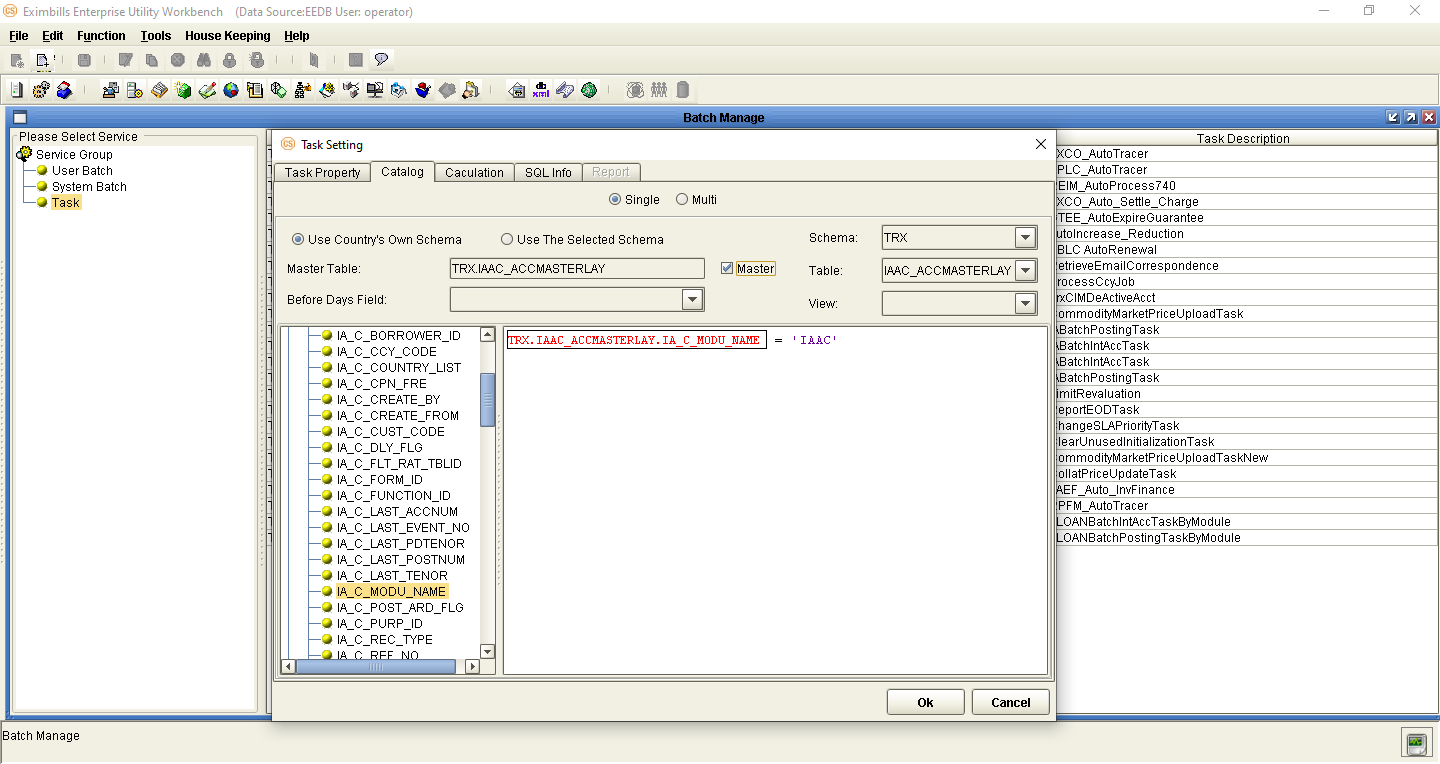 Eximbills Enterprise Utility Workbench (Data Source:EEDB User: operator)
File Edit Function Tools House Keeping Help
Batch Manage
Please Select Service
Service Group
User Batch
System Batch
Task
Task Setting
Task Property Catalog Caculation SQL Info Report
Single Multi
Use Country's Own Schema Use The Selected Schema
Schema: TRX
Master Table: TRX.IAAC_ACCMASTERLAY Master
Table: IAAC_ACCMASTERLAY
Before Days Field:
View:
IA_C_BORROWER_ID
IA_C_CCY_CODE
IA_C_COUNTRY_LIST
IA_C_CPN_FRE
IA_C_CREATE_BY
IA_C_CREATE_FROM
IA_C_CUST_CODE
IA_C_DLY_FLG
IA_C_FLT_RAT_TBLID
IA_C_FORM_ID
IA_C_FUNCTION_ID
IA_C_LAST_ACCNUM
IA_C_LAST_EVENT_NO
IA_C_LAST_PDTENOR
IA_C_LAST_POSTNUM
IA_C_LAST_TENOR
IA_C_MODU_NAME
IA_C_POST_ARD_FLG
IA_C_PURP_ID
IA_C_REC_TYPE
IA_C_REF_NO
TRX.IAAC_ACCMASTERLAY.IA_C_MODU_NAME = 'IAAC'
Ok Cancel
Task Description
XCO_AutoTracer
PLC_AutoTracer
EIM_AutoProcess740
XCO_Auto_Settle_Charge
TEE_AutoExpireGuarantee
utoIncrease_Reduction
BLC AutoRenewal
etrieveEmailCorrespondence
rocessCcyJob
rxCIMDeActiveAcct
ommodityMarketPriceUploadTask
ABatchPostingTask
ABatchIntAccTask
ABatchIntAccTask
ABatchPostingTask
imitRevaluation
eportEODTask
hangeSLAPriorityTask
learUnusedInitializationTask
ommodityMarketPriceUploadTaskNew
ollatPriceUpdateTask
AEF_Auto_InvFinance
PFM_AutoTracer
LOANBatchIntAccTaskByModule
LOANBatchPostingTaskByModule
Batch Manage